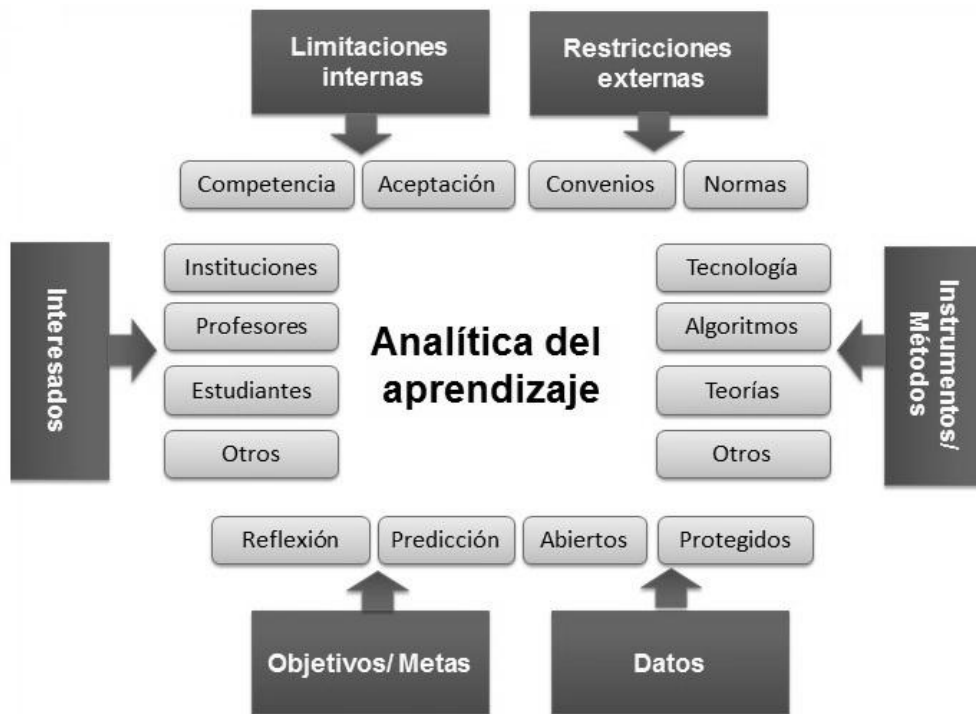 Limitaciones
internas
Restricciones
externas
Competencia
Aceptación
Convenios
Normas
Interesados
Instituciones
Profesores
Estudiantes
Otros
Analítica del
aprendizaje
Tecnología
Algoritmos
Teorías
Otros
Instrumentos/
Métodos
Reflexión
Predicción
Abiertos
Protegidos
Objetivos/ Metas
Datos